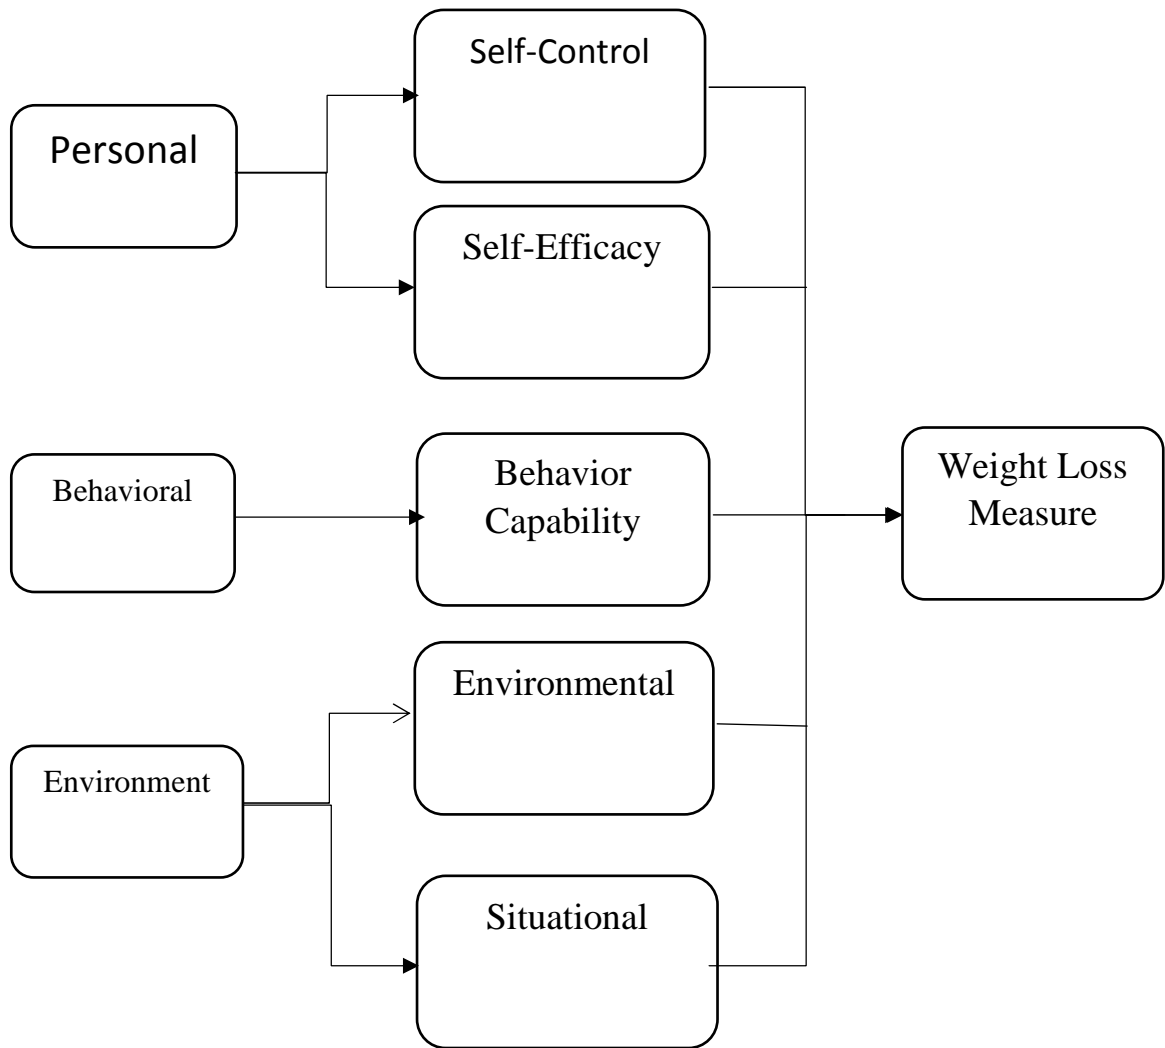 Self-Control
Personal
Self-Efficacy
Behavioral
Behavior
Capability
Weight Loss
Measure
Environmental
Environment
Situational